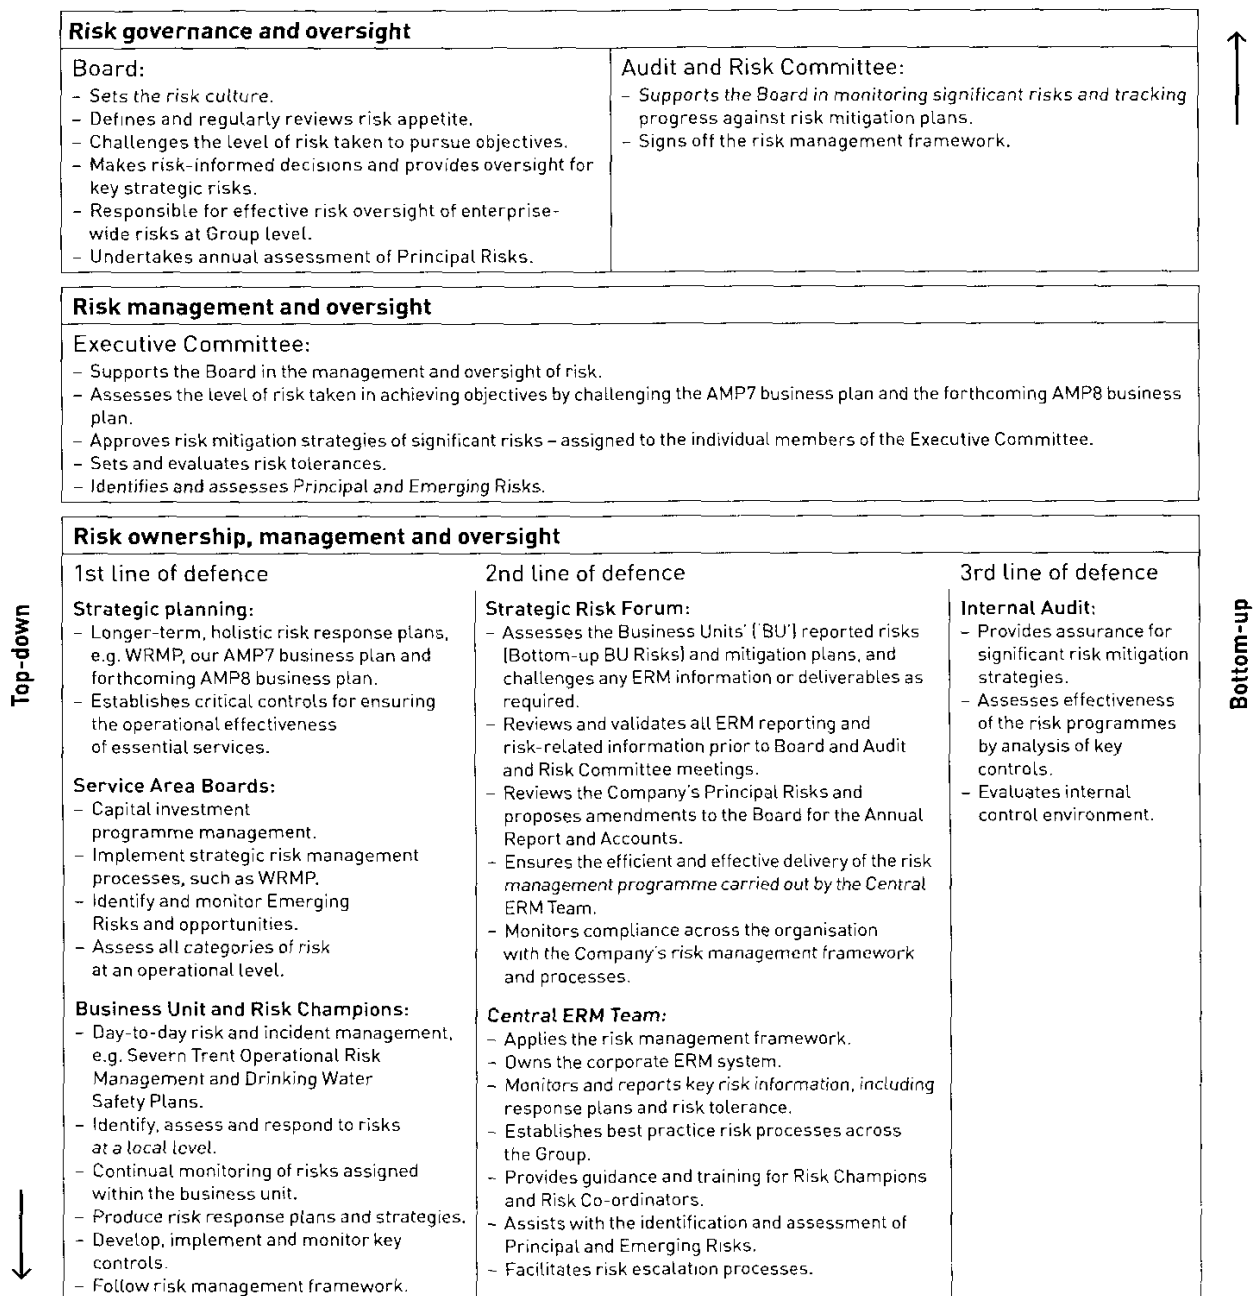 Risk governance and oversight
Board:
– Sets the risk culture.
– Defines and regularly reviews risk appetite.
– Challenges the level of risk taken to pursue objectives.
– Makes risk-informed decisions and provides oversight for
key strategic risks.
– Responsible for effective risk oversight of enterprise-
wide risks at Group level.
– Undertakes annual assessment of Principal Risks.
Audit and Risk Committee:
– Supports the Board in monitoring significant risks and tracking
progress against risk mitigation plans.
– Signs off the risk management framework.
Risk management and oversight
Executive Committee:
– Supports the Board in the management and oversight of risk.
– Assesses the level of risk taken in achieving objectives by challenging the AMP7 business plan and the forthcoming AMP8 business
plan.
– Approves risk mitigation strategies of significant risks – assigned to the individual members of the Executive Committee.
– Sets and evaluates risk tolerances.
– Identifies and assesses Principal and Emerging Risks.
Risk ownership, management and oversight
1st line of defence
Strategic planning:
– Longer-term, holistic risk response plans,
e.g. WRMP, our AMP7 business plan and
forthcoming AMP8 business plan.
– Establishes critical controls for ensuring
the operational effectiveness
of essential services.
Service Area Boards:
– Capital investment
programme management.
– Implement strategic risk management
processes, such as WRMP.
– Identify and monitor Emerging
Risks and opportunities.
– Assess all categories of risk
at an operational level.
Business Unit and Risk Champions:
– Day-to-day risk and incident management,
e.g. Severn Trent Operational Risk
Management and Drinking Water
Safety Plans.
– Identify, assess and respond to risks
at a local level.
– Continual monitoring of risks assigned
within the business unit.
– Produce risk response plans and strategies.
– Develop, implement and monitor key
controls.
– Follow risk management framework.
2nd line of defence
Strategic Risk Forum:
– Assesses the Business Units' ('BU') reported risks
(Bottom-up BU Risks) and mitigation plans, and
challenges any ERM information or deliverables as
required.
– Reviews and validates all ERM reporting and
risk-related information prior to Board and Audit
and Risk Committee meetings.
– Reviews the Company's Principal Risks and
proposes amendments to the Board for the Annual
Report and Accounts.
– Ensures the efficient and effective delivery of the risk
management programme carried out by the Central
ERM Team.
– Monitors compliance across the organisation
with the Company's risk management framework
and processes.
Central ERM Team:
– Applies the risk management framework.
– Owns the corporate ERM system.
– Monitors and reports key risk information, including
response plans and risk tolerance.
– Establishes best practice risk processes across
the Group.
– Provides guidance and training for Risk Champions
and Risk Co-ordinators.
– Assists with the identification and assessment of
Principal and Emerging Risks.
– Facilitates risk escalation processes.
3rd line of defence
Internal Audit:
– Provides assurance for
significant risk mitigation
strategies.
– Assesses effectiveness
of the risk programmes
by analysis of key
controls.
– Evaluates internal
control environment.
Top-down
Bottom-up